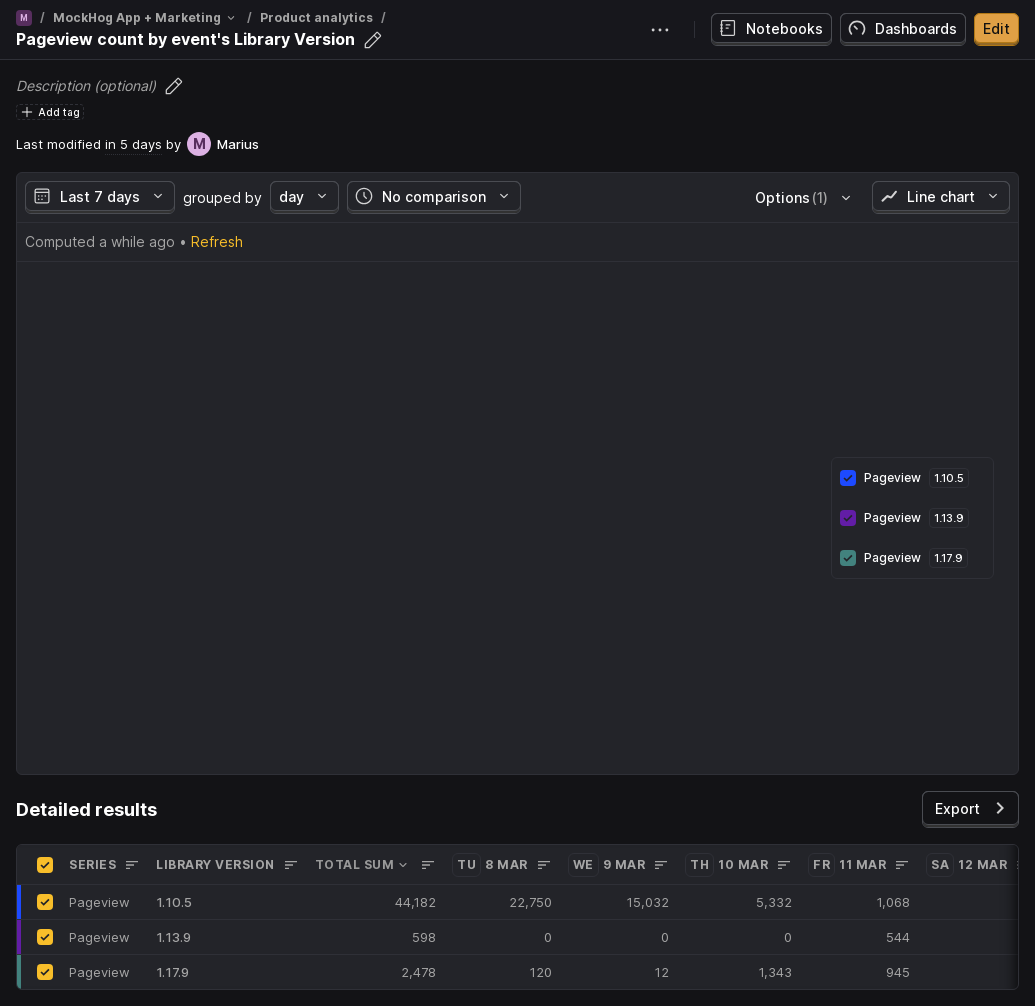 M / MockHog App + Marketing / Product analytics /
Pageview count by event's Library Version
Notebooks Dashboards Edit
Description (optional)
Add tag
Last modified in 5 days by M Marius
Last 7 days grouped by day No comparison Options (1) Line chart
Computed a while ago • Refresh
Pageview 1.10.5
Pageview 1.13.9
Pageview 1.17.9
Detailed results Export
SERIES LIBRARY VERSION TOTAL SUM TU 8 MAR WE 9 MAR TH 10 MAR FR 11 MAR SA 12 MAR
Pageview 1.10.5 44,182 22,750 15,032 5,332 1,068
Pageview 1.13.9 598 0 0 0 544
Pageview 1.17.9 2,478 120 12 1,343 945